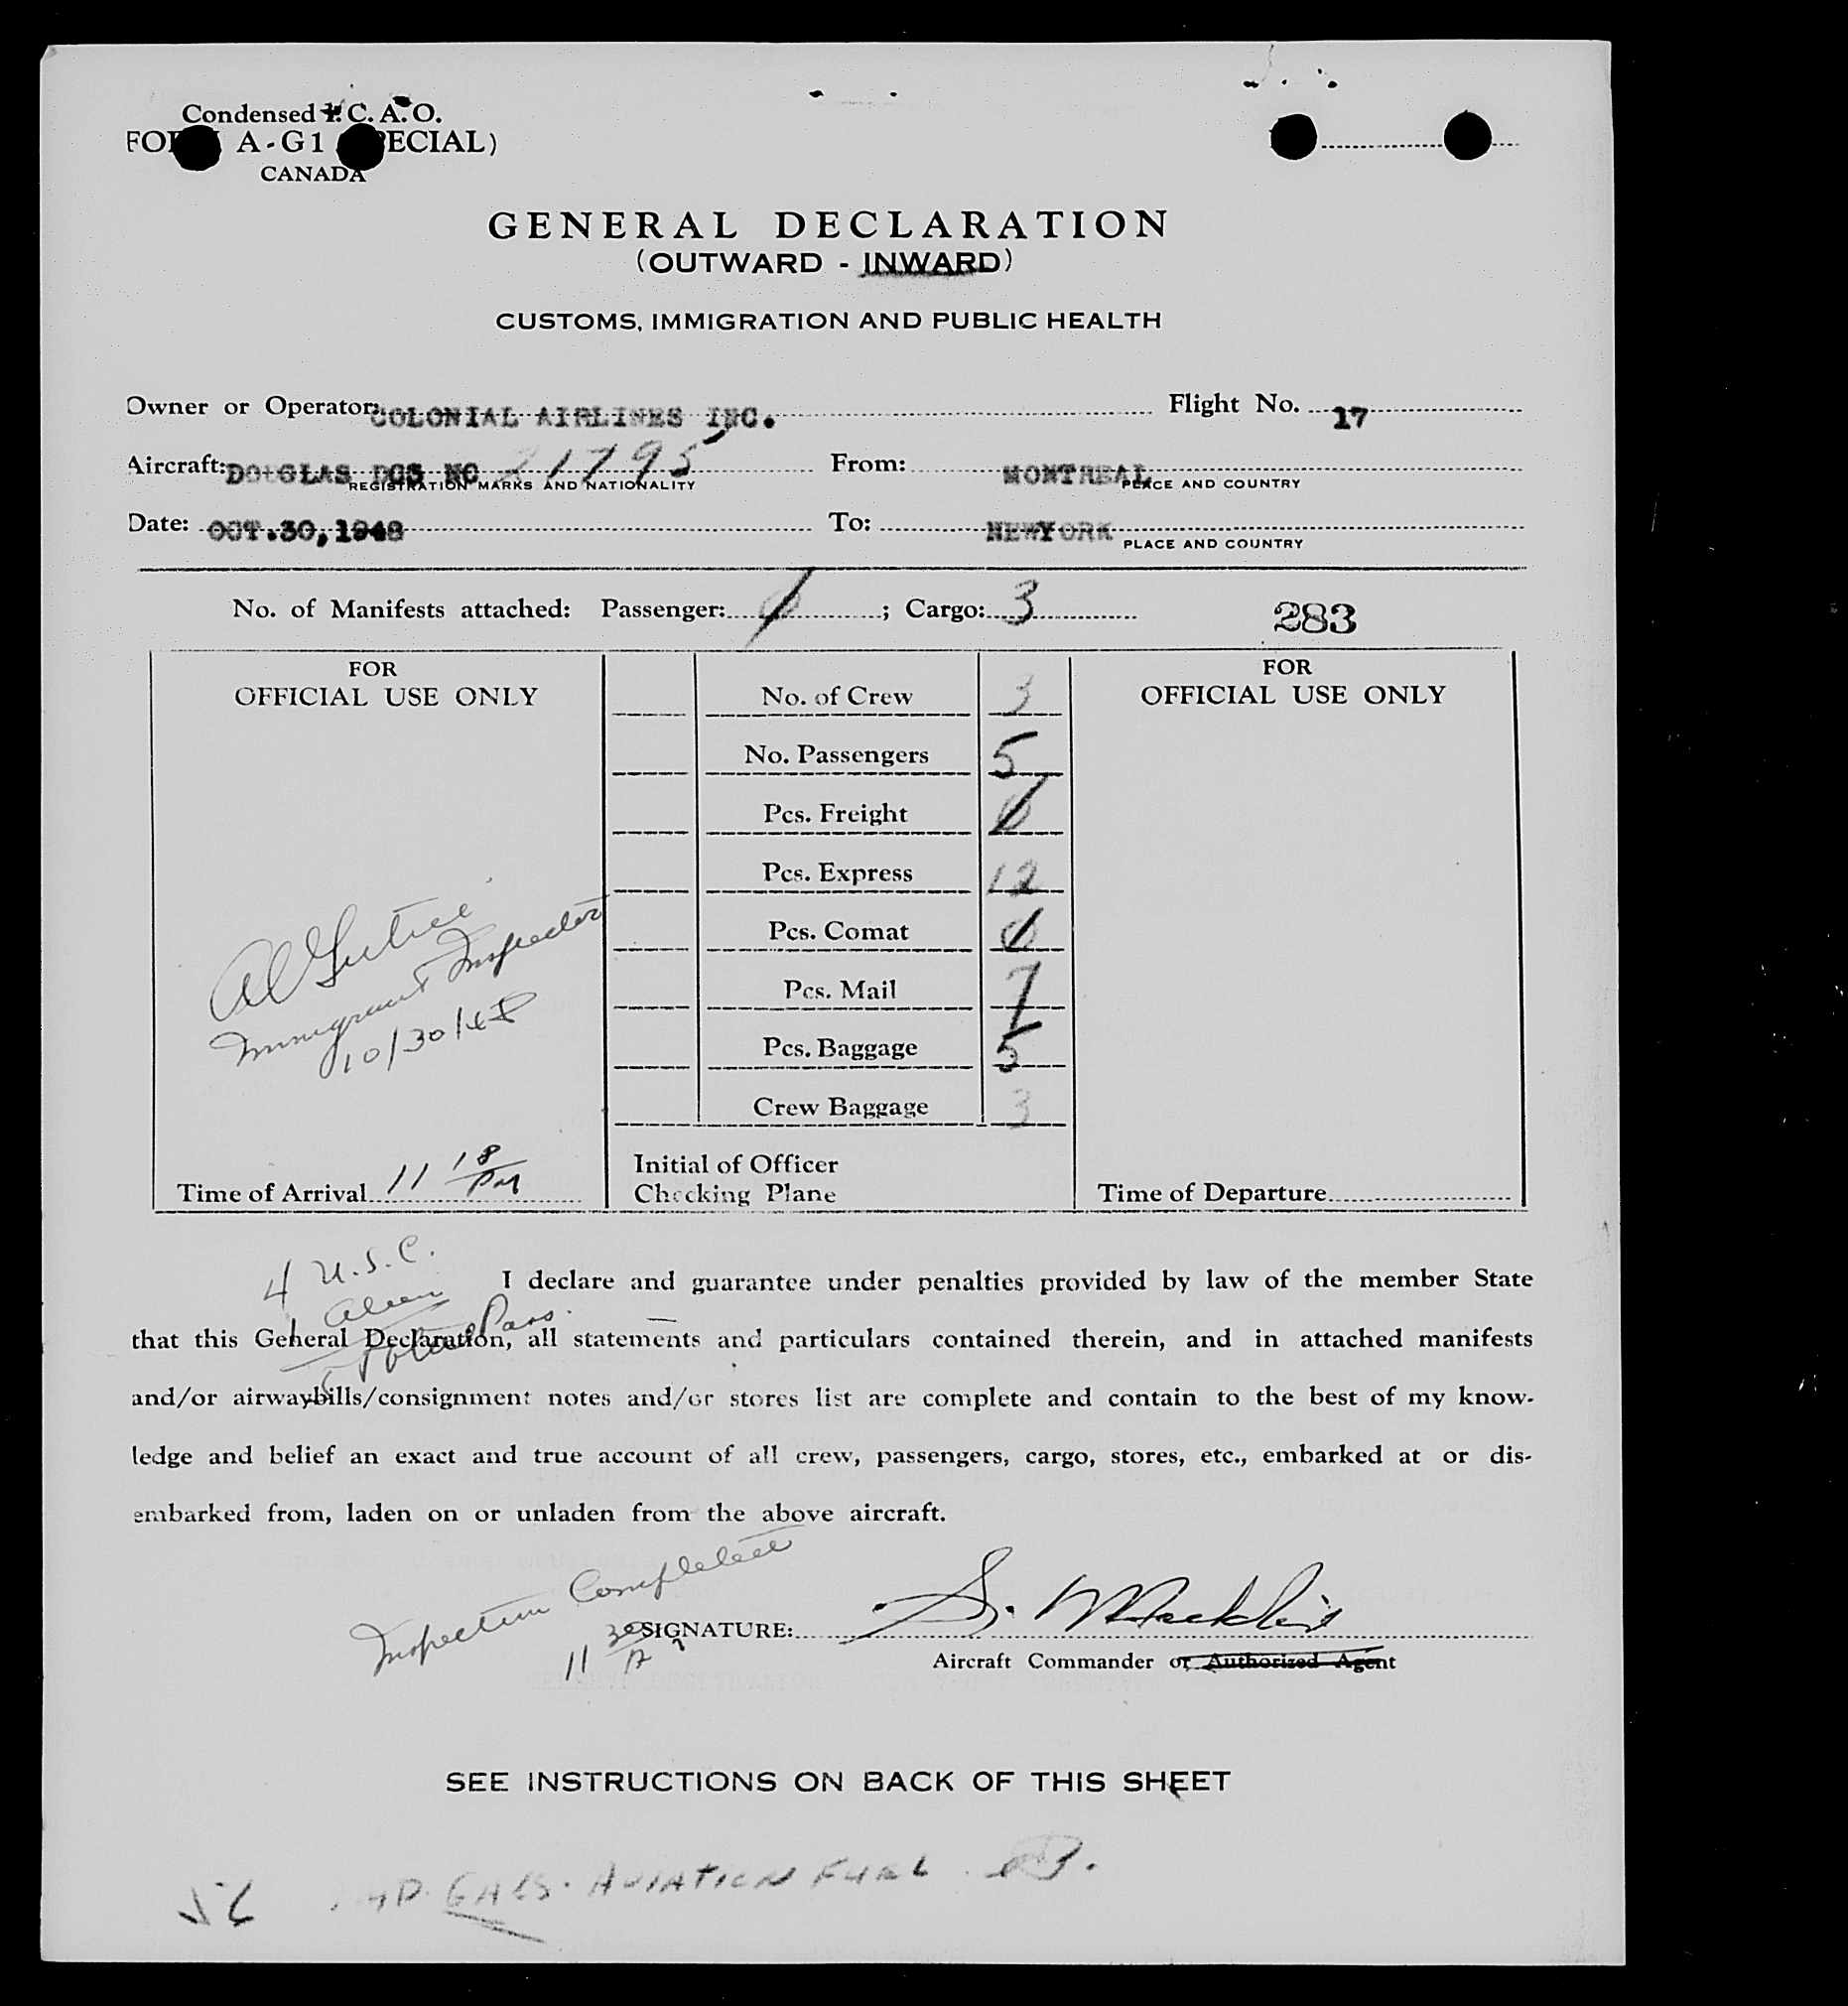 Condensed I. C. A. O.
FO A-G1 ECIAL)
CANADA
GENERAL DECLARATION
(OUTWARD - INWARD)
CUSTOMS, IMMIGRATION AND PUBLIC HEALTH
Owner or Operator: COLONIAL AIRLINES INC. Flight No. 17
Aircraft: DOUGLAS DC3 NC 21795 From: MONTREAL
REGISTRATION MARKS AND NATIONALITY PLACE AND COUNTRY
Date: OCT.30,1948 To: NEWYORK
PLACE AND COUNTRY
No. of Manifests attached: Passenger: ; Cargo: 3 283
FOR
OFFICIAL USE ONLY
No. of Crew 3
No. Passengers 5
Pcs. Freight
Pcs. Express 12
Pcs. Comat
Pcs. Mail 7
Pcs. Baggage 5
Crew Baggage 3
FOR
OFFICIAL USE ONLY
Immigrant Inspector
10/30/48
Time of Arrival 11 18 PM
Initial of Officer
Checking Plane
Time of Departure
4 U.S.C.
1 alien
5 total Pass.
I declare and guarantee under penalties provided by law of the member State
that this General Declaration, all statements and particulars contained therein, and in attached manifests
and/or airwaybills/consignment notes and/or stores list are complete and contain to the best of my know-
ledge and belief an exact and true account of all crew, passengers, cargo, stores, etc., embarked at or dis-
embarked from, laden on or unladen from the above aircraft.
Inspection Completed
11 30
SIGNATURE: S.
Aircraft Commander or Authorized Agent
SEE INSTRUCTIONS ON BACK OF THIS SHEET
56 GALS. AVIATION FUEL